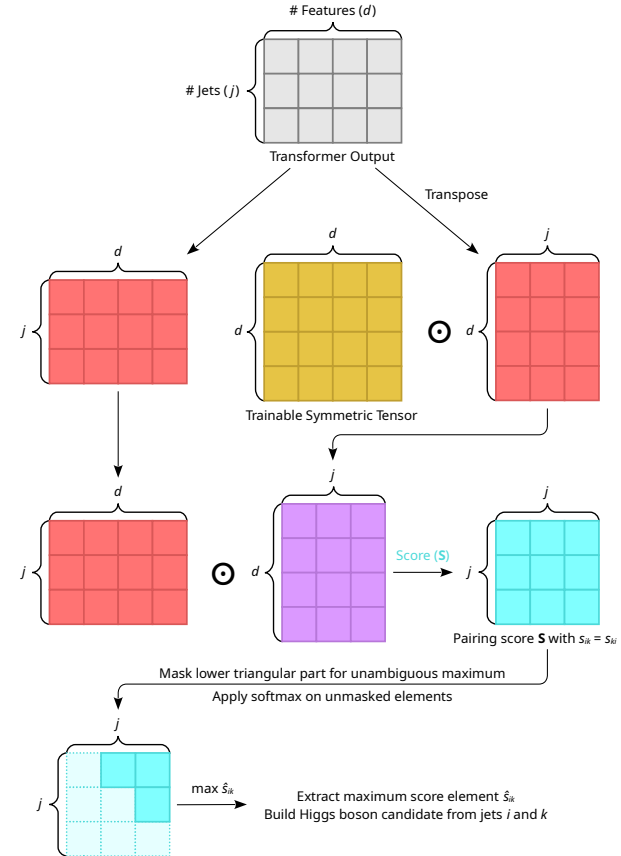 # Features (d)
# Jets (j)
Transformer Output
Transpose
d
d
j
j
d
⊙
d
Trainable Symmetric Tensor
d
j
j
j
⊙
d
Score (S)
j
Pairing score S with sᵢₖ = sₖᵢ
Mask lower triangular part for unambiguous maximum
Apply softmax on unmasked elements
j
j
max ŝᵢₖ
Extract maximum score element ŝᵢₖ
Build Higgs boson candidate from jets i and k